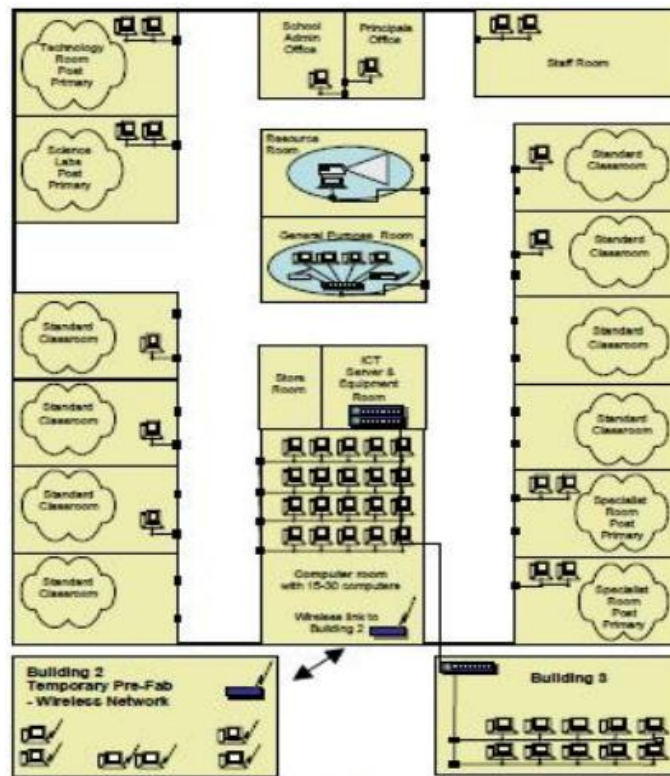 Technology
Room
Post
Primary
School
Admin
Office
Principals
Office
Staff Room
Science
Labs
Post
Primary
Resource
Room
General Purpose Room
Standard
Classroom
Standard
Classroom
Standard
Classroom
Standard
Classroom
Specialist
Room
Post
Primary
Specialist
Room
Post
Primary
Standard
Classroom
Standard
Classroom
Standard
Classroom
Standard
Classroom
Store
Room
ICT
Server &
Equipment
Room
Computer room
with 15-30 computers
Wireless link to
Building 2
Building 2
Temporary Pre-Fab
- Wireless Network
Building 3